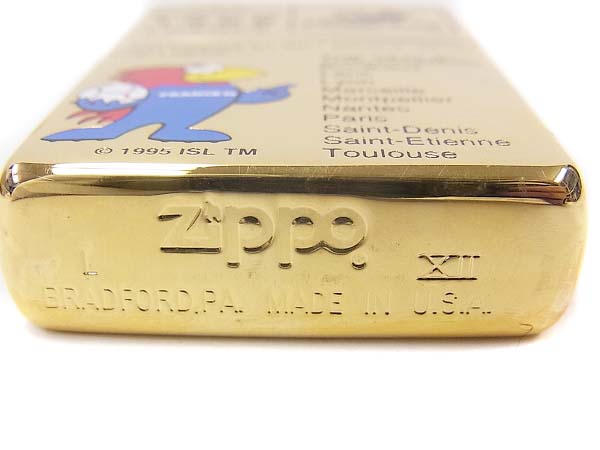 FRANCE 98
Marseille
Montpellier
Nantes
Paris
Saint-Denis
Saint-Etienne
Toulouse
© 1995 ISL TM
zippo
L XII
BRADFORD,PA. MADE IN U.S.A.